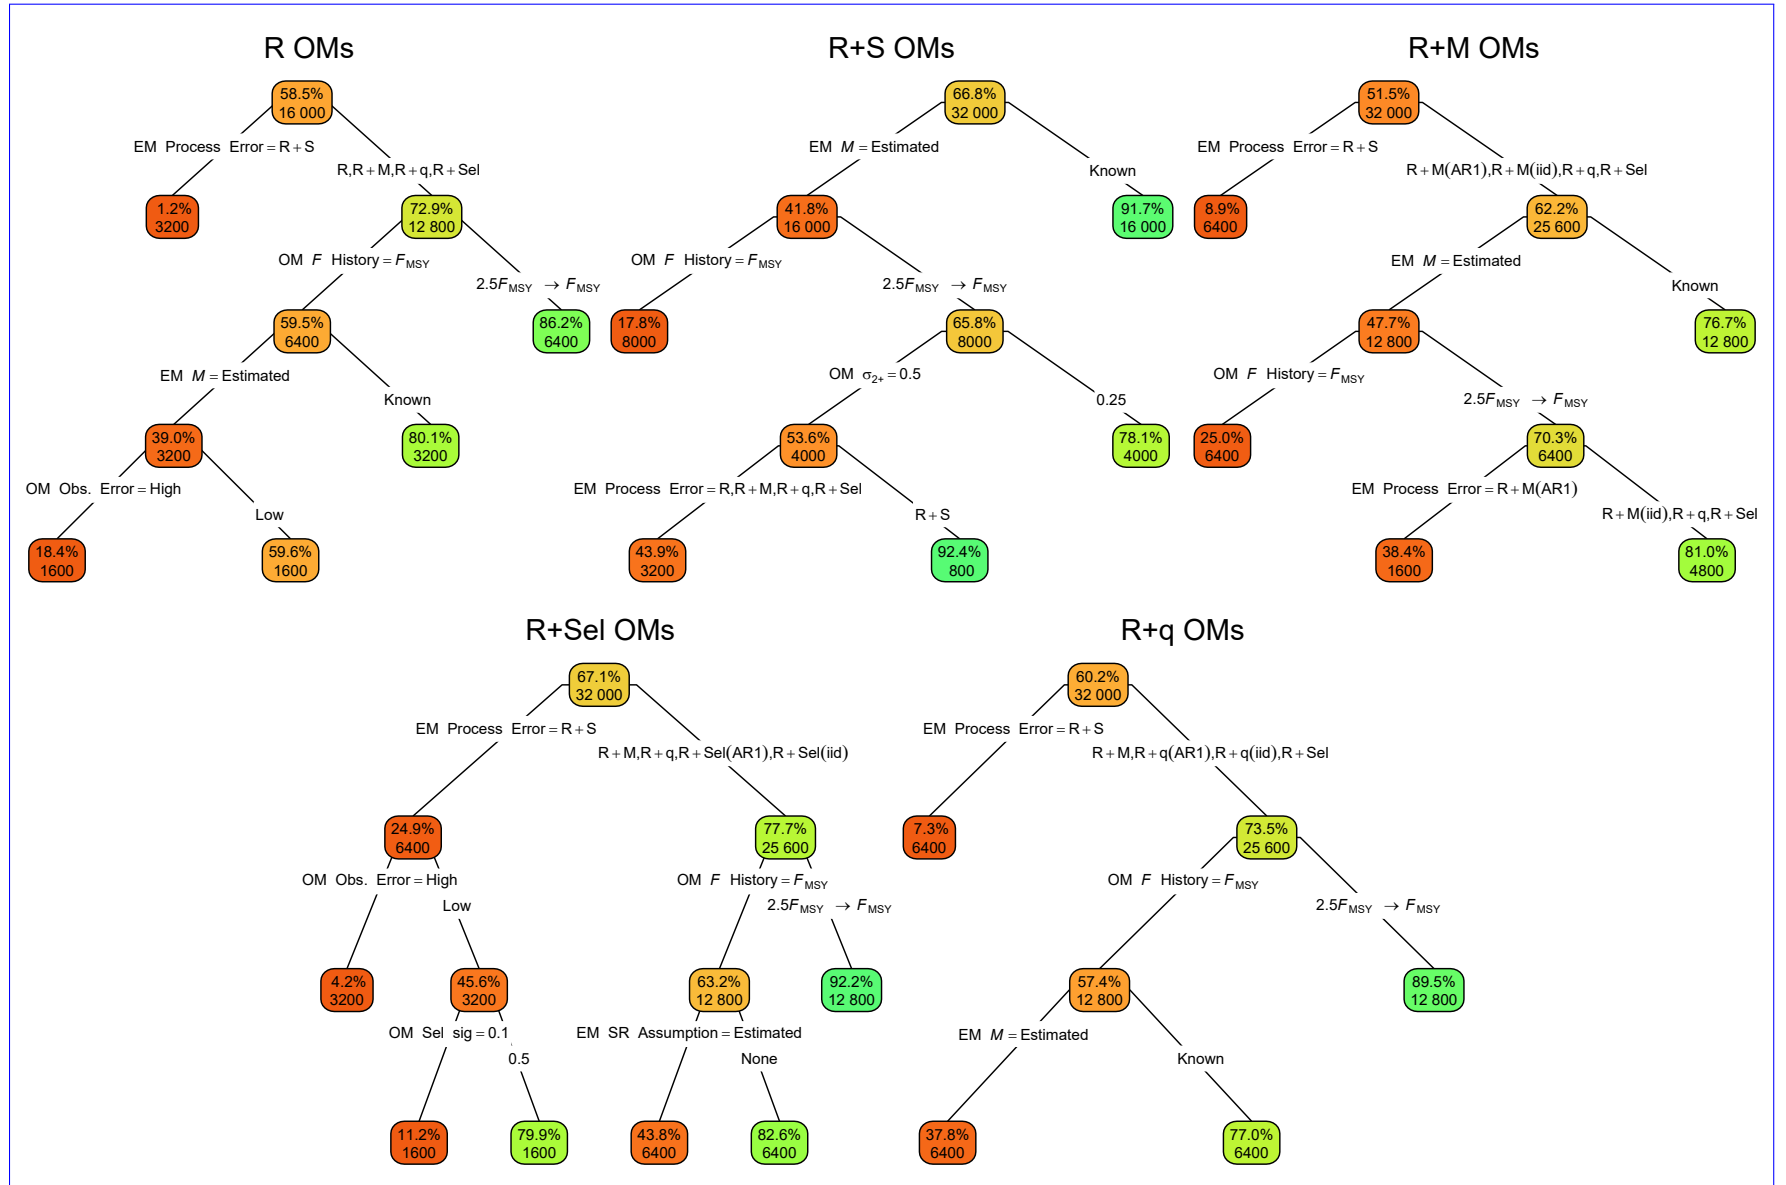 R OMs
R+S OMs
R+M OMs
58.5%
16 000
66.8%
32 000
51.5%
32 000
EM Process Error = R + S
R,R + M,R + q,R + Sel
EM M = Estimated
Known
EM Process Error = R + S
R + M(AR1),R + M(iid),R + q,R + Sel
1.2%
3200
72.9%
12 800
41.8%
16 000
91.7%
16 000
8.9%
6400
62.2%
25 600
OM F History = FMSY
2.5FMSY → FMSY
OM F History = FMSY
2.5FMSY → FMSY
EM M = Estimated
Known
59.5%
6400
86.2%
6400
17.8%
8000
65.8%
8000
47.7%
12 800
76.7%
12 800
EM M = Estimated
Known
OM σ2+ = 0.5
0.25
OM F History = FMSY
2.5FMSY → FMSY
39.0%
3200
80.1%
3200
53.6%
4000
78.1%
4000
25.0%
6400
70.3%
6400
OM Obs. Error = High
Low
EM Process Error = R,R + M,R + q,R + Sel
R + S
EM Process Error = R + M(AR1)
R + M(iid),R + q,R + Sel
18.4%
1600
59.6%
1600
43.9%
3200
92.4%
800
38.4%
1600
81.0%
4800
R+Sel OMs
R+q OMs
67.1%
32 000
60.2%
32 000
EM Process Error = R + S
R + M,R + q,R + Sel(AR1),R + Sel(iid)
EM Process Error = R + S
R + M,R + q(AR1),R + q(iid),R + Sel
24.9%
6400
77.7%
25 600
7.3%
6400
73.5%
25 600
OM Obs. Error = High
Low
OM F History = FMSY
2.5FMSY → FMSY
OM F History = FMSY
2.5FMSY → FMSY
4.2%
3200
45.6%
3200
63.2%
12 800
92.2%
12 800
57.4%
12 800
89.5%
12 800
OM Sel sig = 0.1
0.5
EM SR Assumption = Estimated
None
EM M = Estimated
Known
11.2%
1600
79.9%
1600
43.8%
6400
82.6%
6400
37.8%
6400
77.0%
6400